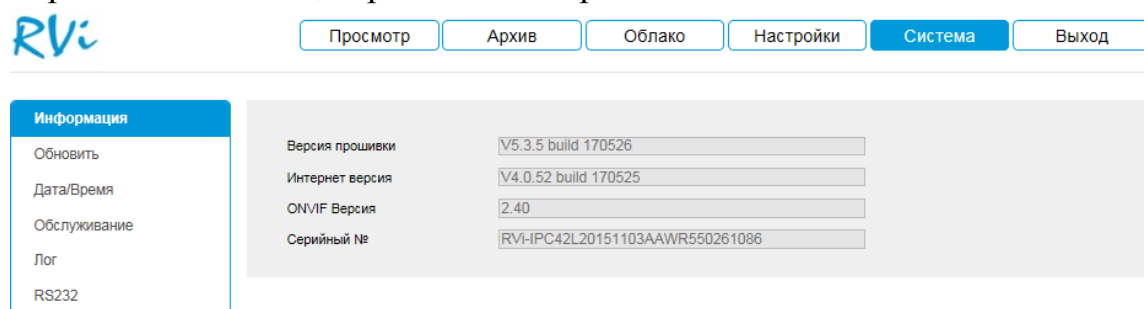 RVi
Просмотр Архив Облако Настройки Система Выход
Информация
Обновить
Дата/Время
Обслуживание
Лог
RS232
Версия прошивки V5.3.5 build 170526
Интернет версия V4.0.52 build 170525
ONVIF Версия 2.40
Серийный № RVi-IPC42L20151103AAWR550261086